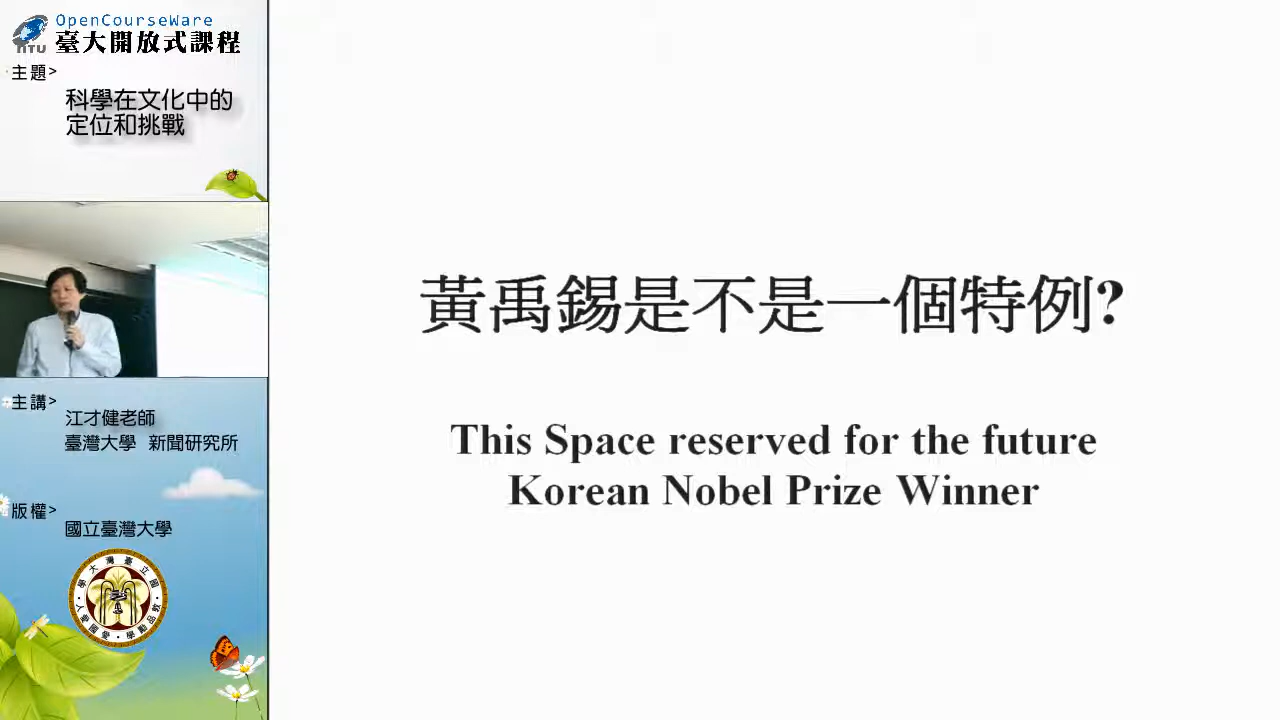 OpenCourseWare
NTU 臺大開放式課程
主題>
科學在文化中的
定位和挑戰
主講>
江才健老師
臺灣大學 新聞研究所
版權>
國立臺灣大學
黃禹錫是不是一個特例?
This Space reserved for the future
Korean Nobel Prize Winner